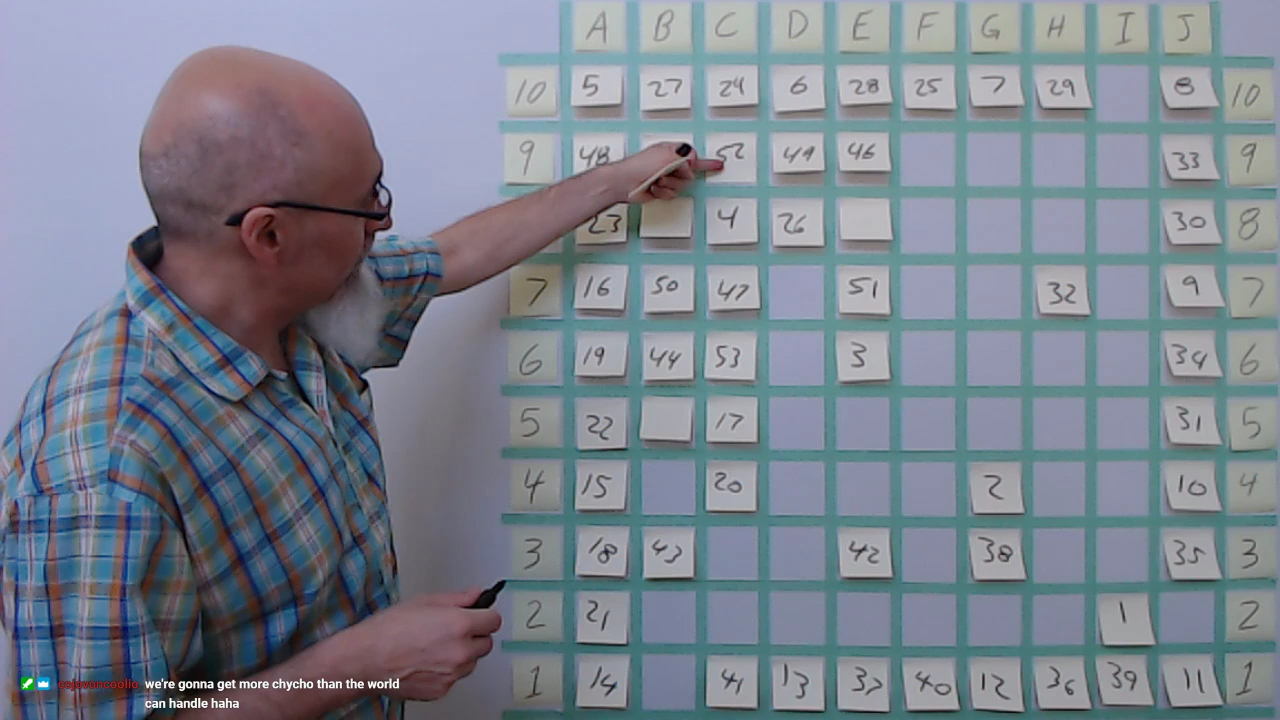 A B C D E F G H I J
10 5 27 24 6 28 25 7 29 8 10
9 48 52 49 46 33 9
23 4 26 30 8
7 16 50 47 51 32 9 7
6 19 44 53 3 34 6
5 22 17 31 5
4 15 20 2 10 4
3 18 43 42 38 35 3
2 21 1 2
1 14 41 13 37 40 12 36 39 11 1
cojovoncoolio we're gonna get more chycho than the world
can handle haha